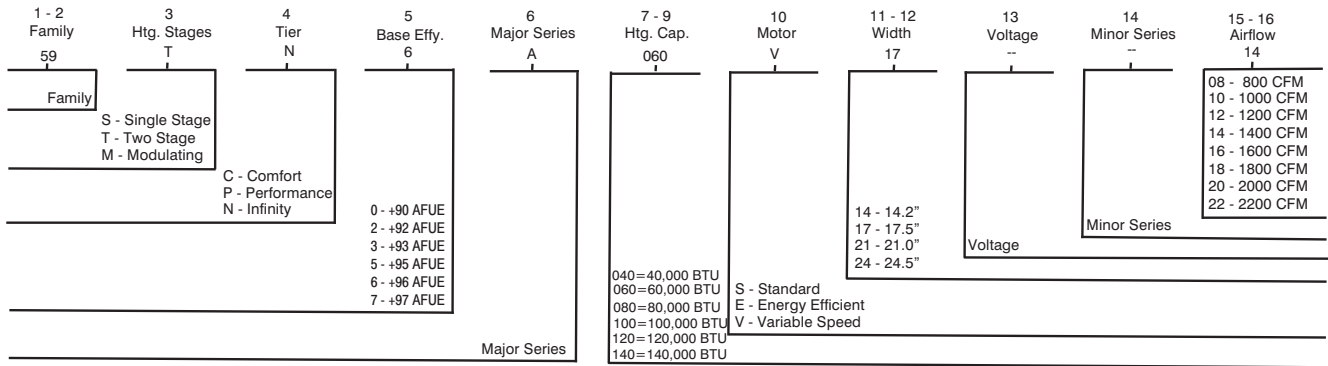 1 - 2 3 4 5 6 7 - 9 10 11 - 12 13 14 15 - 16
Family Htg. Stages Tier Base Effy. Major Series Htg. Cap. Motor Width Voltage Minor Series Airflow
59 T N 6 A 060 V 17 -- -- 14
Family
S - Single Stage
T - Two Stage
M - Modulating
C - Comfort
P - Performance
N - Infinity
0 - +90 AFUE
2 - +92 AFUE
3 - +93 AFUE
5 - +95 AFUE
6 - +96 AFUE
7 - +97 AFUE
Major Series
040=40,000 BTU
060=60,000 BTU
080=80,000 BTU
100=100,000 BTU
120=120,000 BTU
140=140,000 BTU
S - Standard
E - Energy Efficient
V - Variable Speed
14 - 14.2”
17 - 17.5”
21 - 21.0”
24 - 24.5”
Voltage
Minor Series
08 - 800 CFM
10 - 1000 CFM
12 - 1200 CFM
14 - 1400 CFM
16 - 1600 CFM
18 - 1800 CFM
20 - 2000 CFM
22 - 2200 CFM